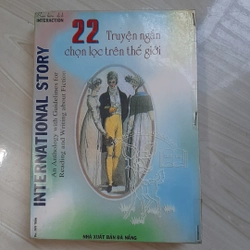 INTERACTION
22 Truyện ngắn
chọn lọc trên thế giới
INTERNATIONAL STORY
An Anthology with Guidelines for
Reading and Writing about Fiction
NHÀ XUẤT BẢN ĐÀ NẴNG